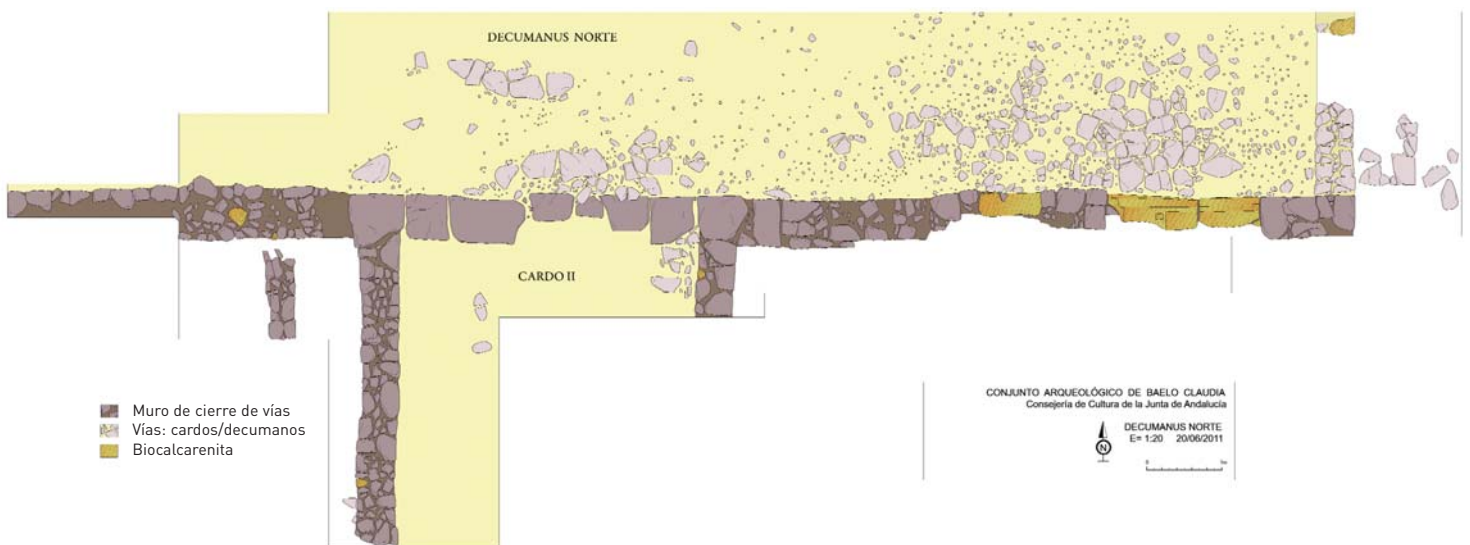 DECUMANUS NORTE
CARDO II
Muro de cierre de vías
Vías: cardos/decumanos
Biocalcarenita
CONJUNTO ARQUEOLÓGICO DE BAELO CLAUDIA
Consejería de Cultura de la Junta de Andalucía
DECUMANUS NORTE
E= 1:20 20/06/2011
N